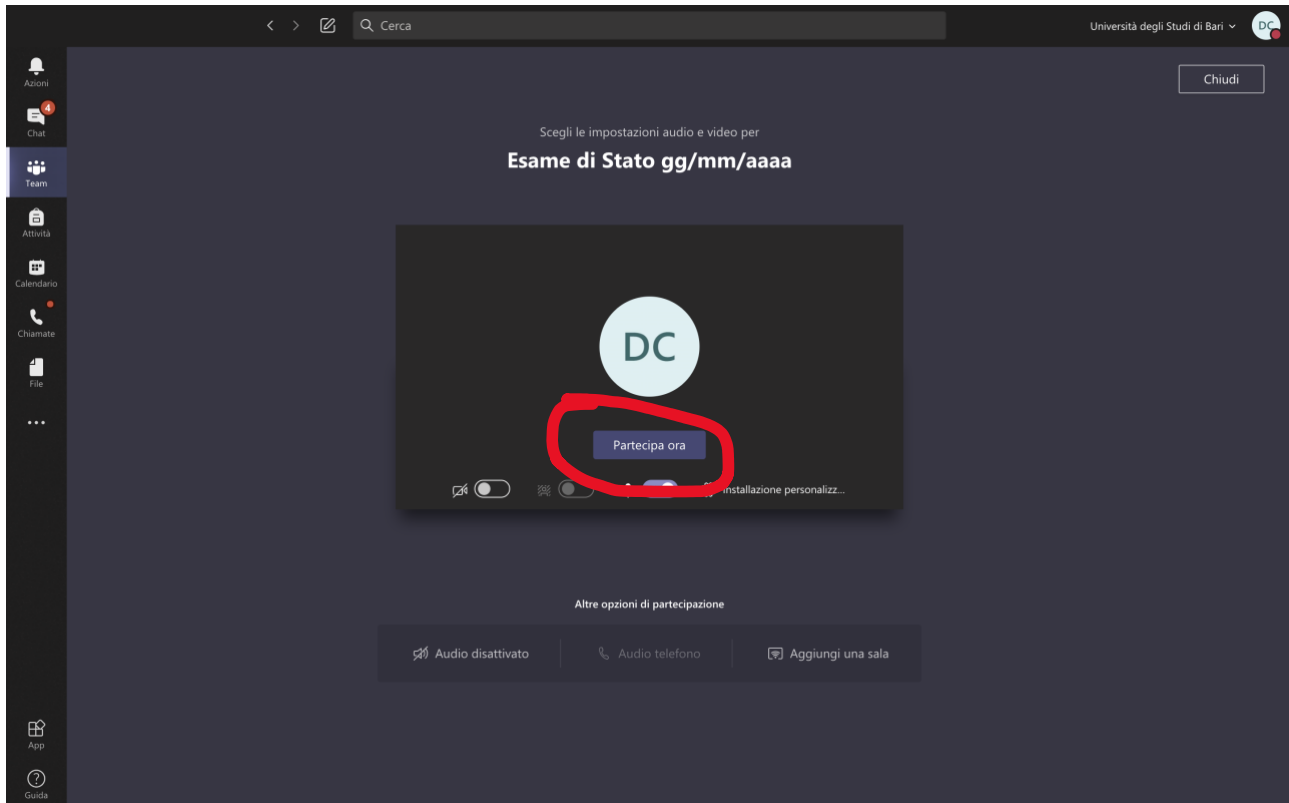 Cerca
Università degli Studi di Bari
DC
Azioni
4
Chat
Team
Attività
Calendario
Chiamate
File
Chiudi
Scegli le impostazioni audio e video per
Esame di Stato gg/mm/aaaa
DC
Partecipa ora
Installazione personalizz...
Altre opzioni di partecipazione
Audio disattivato
Audio telefono
Aggiungi una sala
App
Guida